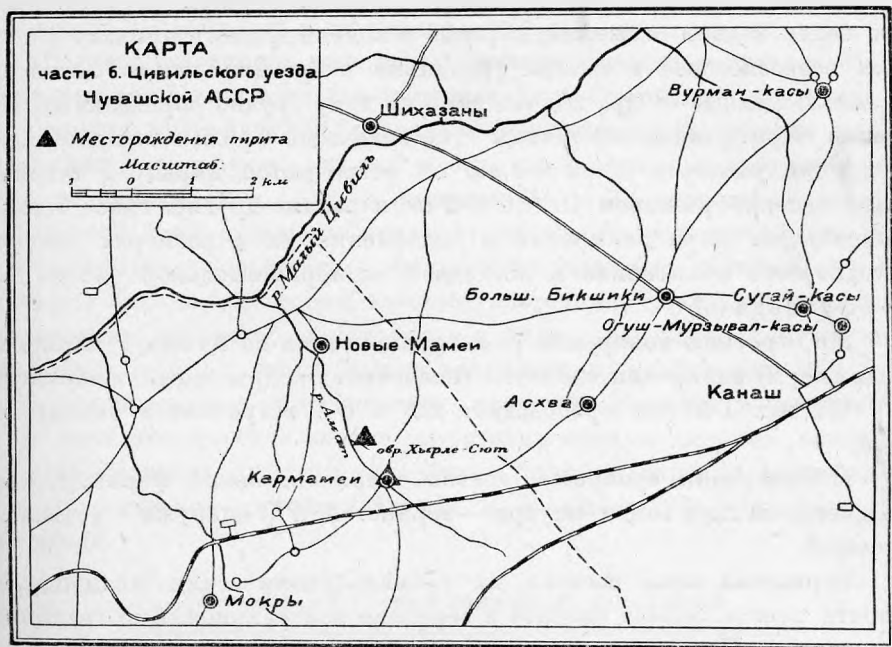 КАРТА
части б. Цивильского уезда
Чувашской АССР
Месторождения пирита
Масштаб:
1 0 1 2 км
Шихазаны
Вурман-касы
р. Малый Цивиль
Больш. Бикшики
Сугай-касы
Огуш-Мурзывал-касы
Новые Мамеи
Канаш
Асхва
овр. Хырле-Сют
Кармамеи
Мокры